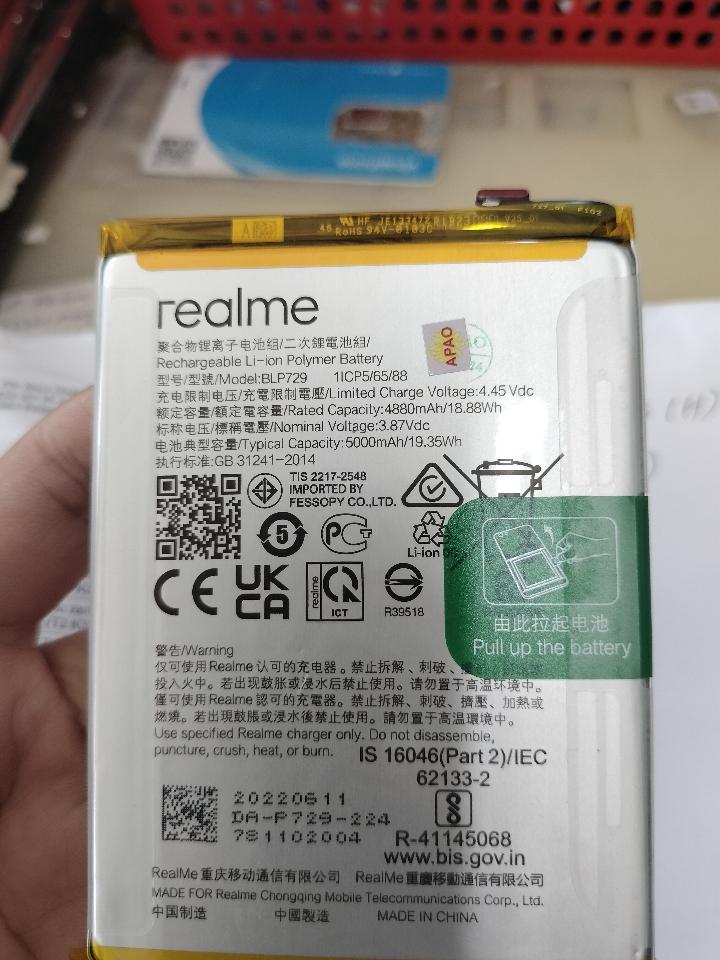 realme
聚合物锂离子电池组/二次鋰電池組/
Rechargeable Li-ion Polymer Battery
型号/型號/Model:BLP729 1ICP5/65/88
充电限制电压/充電限制電壓/Limited Charge Voltage:4.45 Vdc
额定容量/額定電容量/Rated Capacity:4880mAh/18.88Wh
标称电压/標稱電壓/Nominal Voltage:3.87Vdc
电池典型容量/Typical Capacity:5000mAh/19.35Wh
执行标准:GB 31241-2014
APAO
TIS 2217-2548
IMPORTED BY
FESSOPY CO.,LTD.
5
PC
Li-ion
CE
UK
CA
realme
ICT
R39518
由此拉起电池
Pull up the battery
警告/Warning
仅可使用Realme 认可的充电器。禁止拆解、刺破、
投入火中。若出现鼓胀或浸水后禁止使用。请勿置于高温环境中。
僅可使用Realme 認可的充電器。禁止拆解、刺破、擠壓、加熱或
燃燒。若出現鼓脹或浸水後禁止使用。請勿置于高温環境中。
Use specified Realme charger only. Do not disassemble,
puncture, crush, heat, or burn.
IS 16046(Part 2)/IEC
62133-2
20220611
DA-P729-224
781102004
R-41145068
www.bis.gov.in
RealMe 重庆移动通信有限公司 RealMe 重慶移動通信有限公司
MADE FOR Realme Chongqing Mobile Telecommunications Corp., Ltd.
中国制造 中國製造 MADE IN CHINA